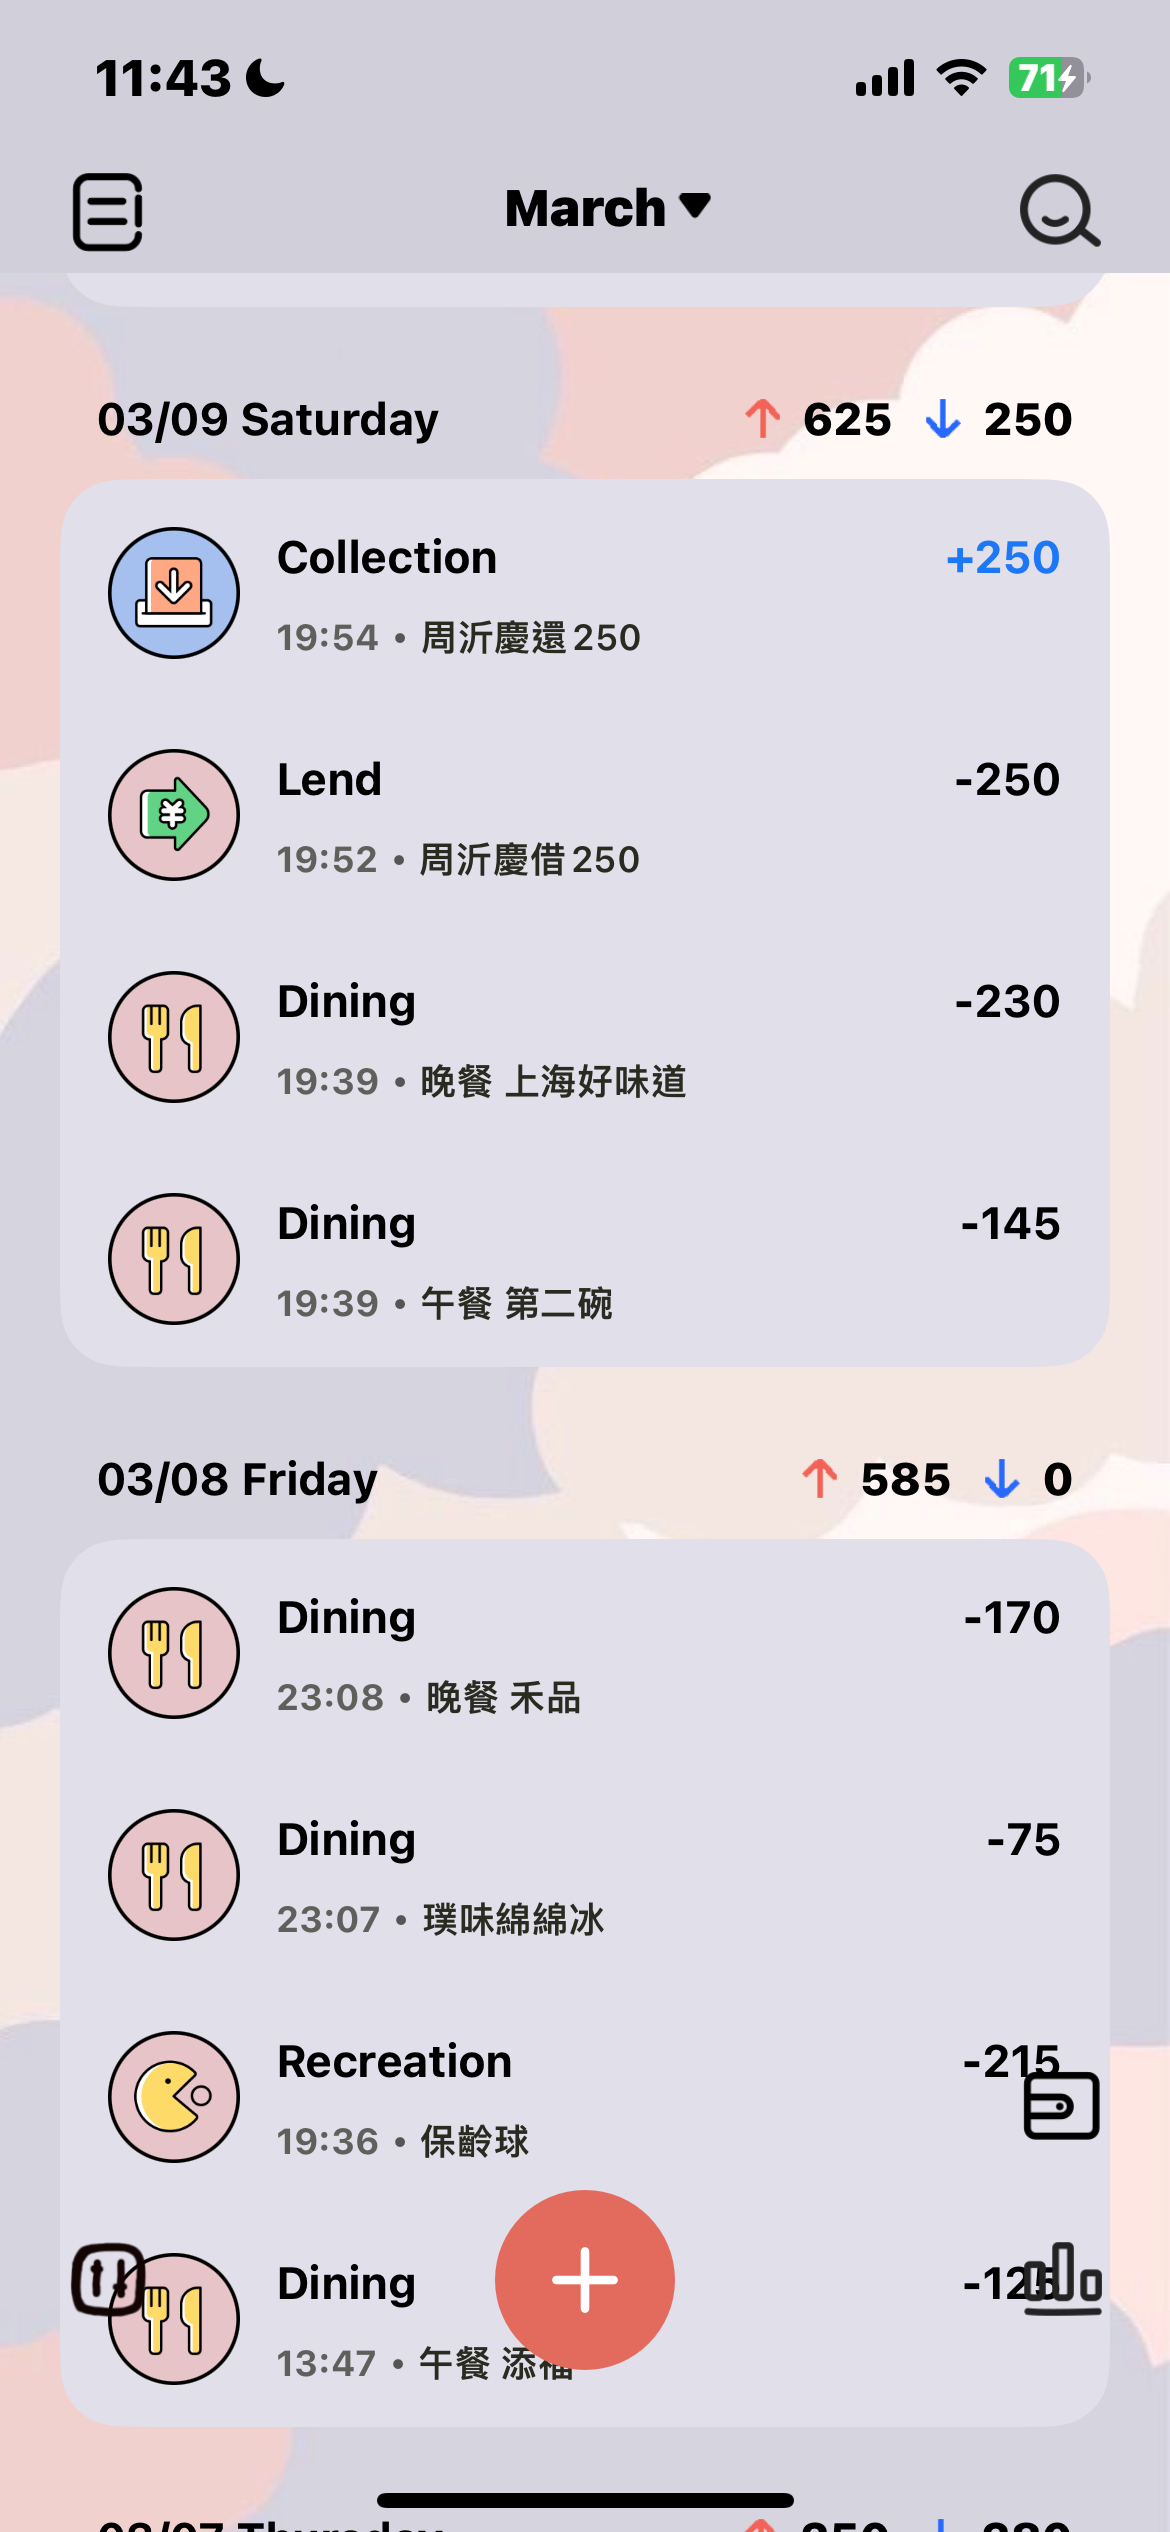 11:43
71
March
03/09 Saturday 625 250
Collection +250
19:54 • 周沂慶還250
Lend -250
19:52 • 周沂慶借250
Dining -230
19:39 • 晚餐 上海好味道
Dining -145
19:39 • 午餐 第二碗
03/08 Friday 585 0
Dining -170
23:08 • 晚餐 禾品
Dining -75
23:07 • 璞味綿綿冰
Recreation -215
19:36 • 保齡球
Dining -125
13:47 • 午餐 添福
03/07 Thursday